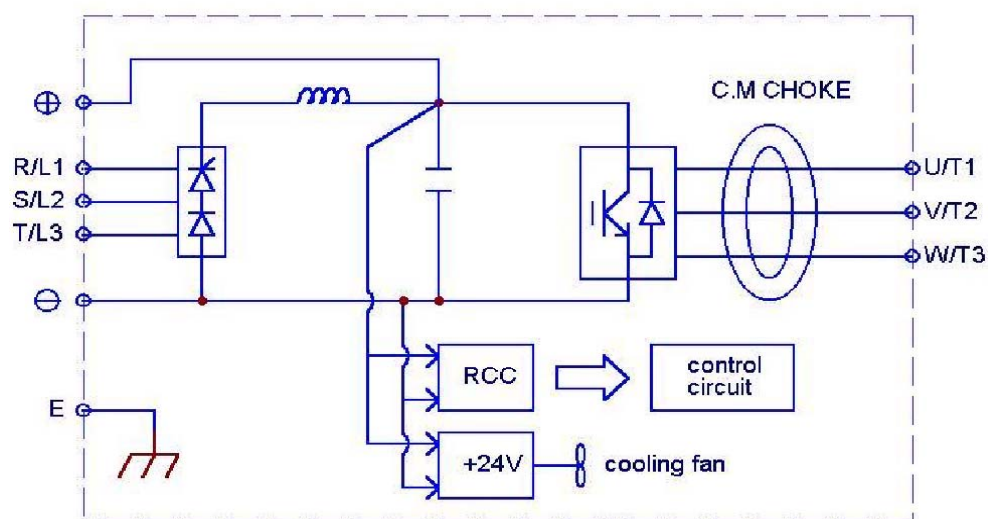 C.M CHOKE
⊕
R/L1
S/L2
T/L3
⊖
E
U/T1
V/T2
W/T3
RCC
control
circuit
+24V
cooling fan